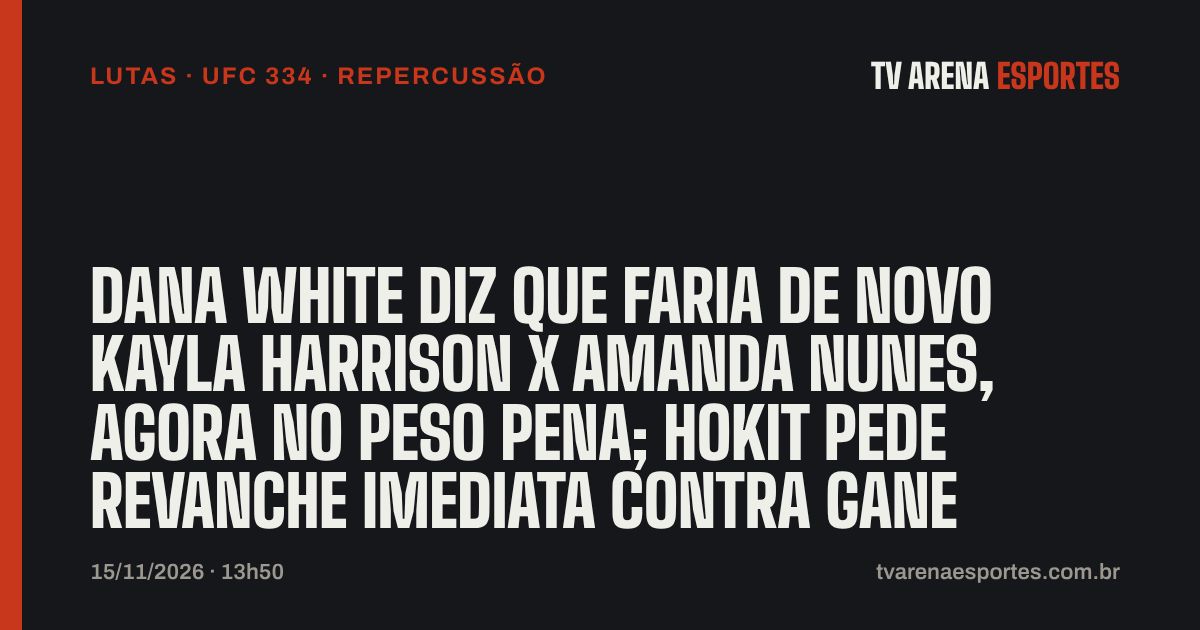 LUTAS · UFC 334 · REPERCUSSÃO
TV ARENA ESPORTES
DANA WHITE DIZ QUE FARIA DE NOVO
KAYLA HARRISON X AMANDA NUNES,
AGORA NO PESO PENA; HOKIT PEDE
REVANCHE IMEDIATA CONTRA GANE
15/11/2026 · 13h50
tvarenaesportes.com.br